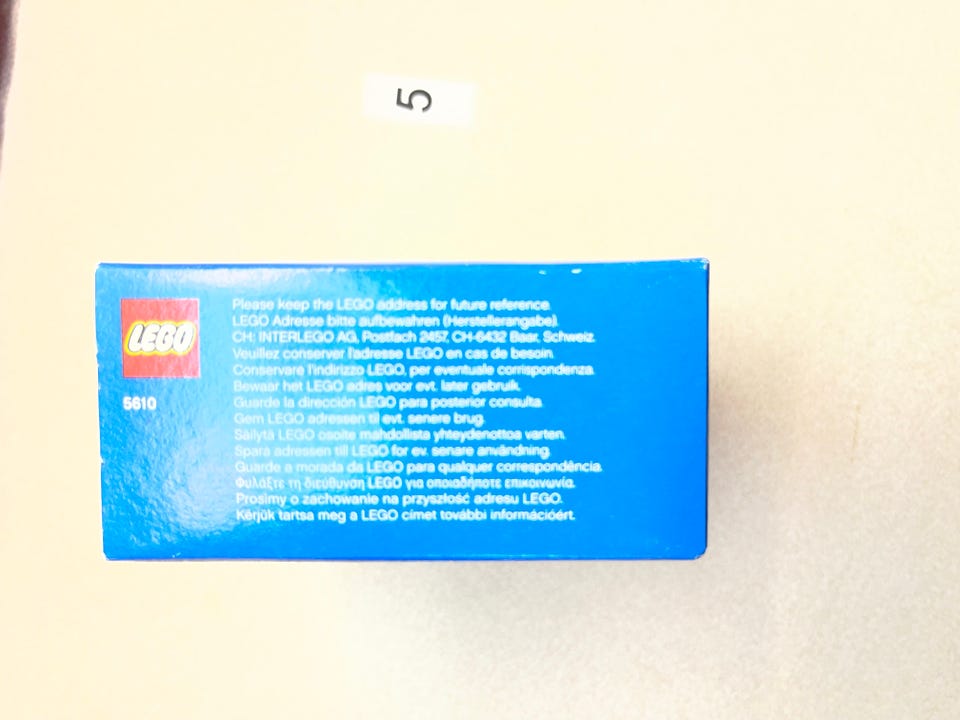 5
LEGO
5610
Please keep the LEGO address for future reference.
LEGO Adresse bitte aufbewahren (Herstellerangabe).
CH: INTERLEGO AG, Postfach 2457, CH-6432 Baar, Schweiz.
Veuillez conserver l'adresse LEGO en cas de besoin.
Conservare l'indirizzo LEGO, per eventuale corrispondenza.
Bewaar het LEGO adres voor evt. later gebruik.
Guarde la dirección LEGO para posterior consulta.
Gem LEGO adressen til evt. senere brug.
Säilytä LEGO osoite mahdollista yhteydenottoa varten.
Spara adressen till LEGO for ev. senare användning.
Guarde a morada da LEGO para qualquer correspondência.
Φυλάξτε τη διεύθυνση LEGO για οποιαδήποτε επικοινωνία.
Prosimy o zachowanie na przyszłość adresu LEGO.
Kérjük tartsa meg a LEGO címet további információért.